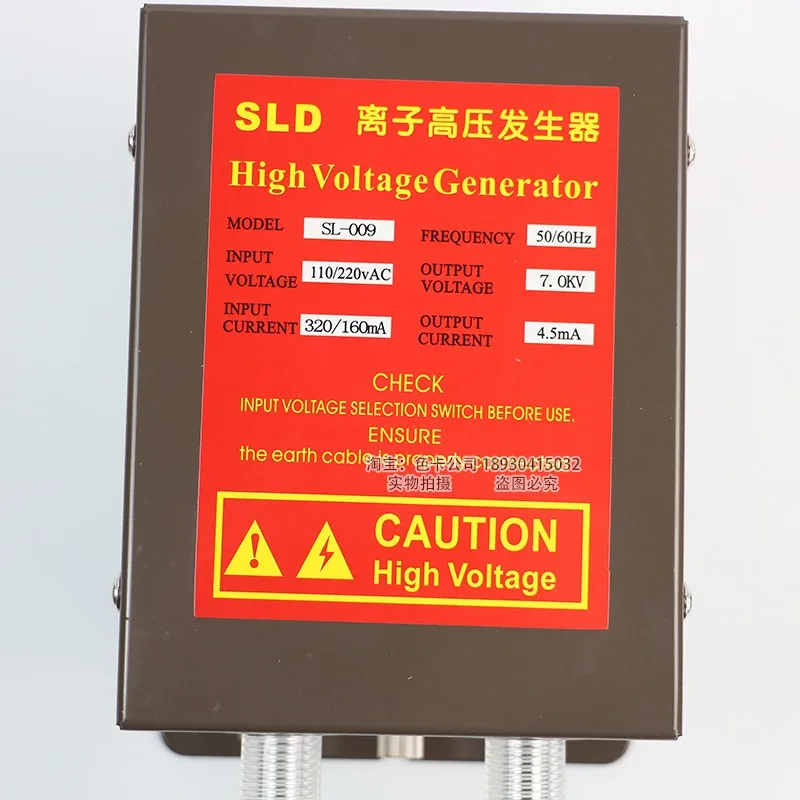 SLD 离子高压发生器
High Voltage Generator
MODEL SL-009 FREQUENCY 50/60Hz
INPUT VOLTAGE 110/220vAC OUTPUT VOLTAGE 7.0KV
INPUT CURRENT 320/160mA OUTPUT CURRENT 4.5mA
CHECK
INPUT VOLTAGE SELECTION SWITCH BEFORE USE.
ENSURE
the earth cable is
淘宝：色卡公司 18930415032
实物拍摄 盗图必究
CAUTION
High Voltage